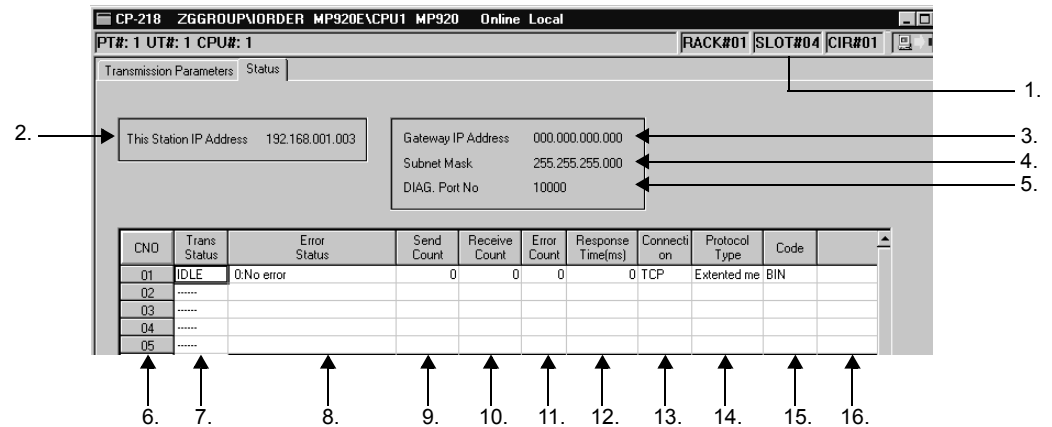 CP-218 ZGGROUP\IORDER MP920E\CPU1 MP920 Online Local
PT#: 1 UT#: 1 CPU#: 1 RACK#01 SLOT#04 CIR#01
Transmission Parameters Status
1.
2. This Station IP Address 192.168.001.003
Gateway IP Address 000.000.000.000 3.
Subnet Mask 255.255.255.000 4.
DIAG. Port No 10000 5.
CNO Trans Status Error Status Send Count Receive Count Error Count Response Time(ms) Connecti on Protocol Type Code
01 IDLE 0:No error 0 0 0 0 TCP Extented me BIN
02 ------
03 ------
04 ------
05 ------
6. 7. 8. 9. 10. 11. 12. 13. 14. 15. 16.